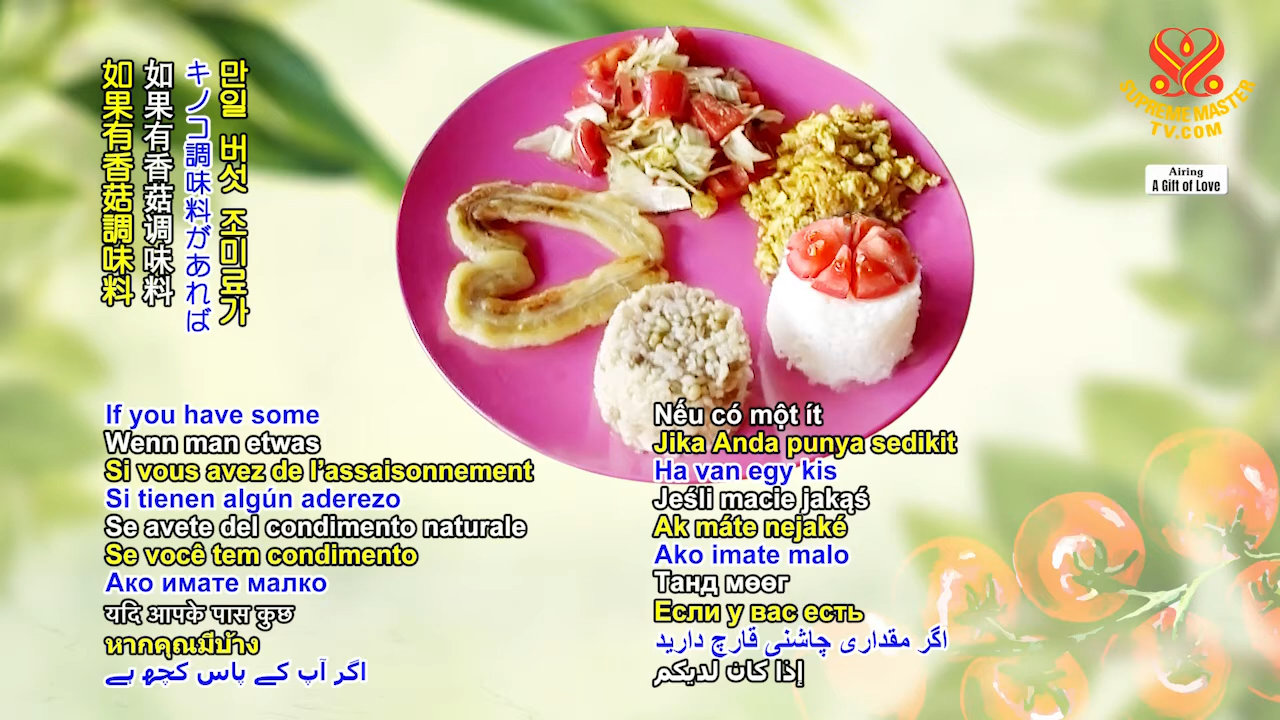 如果有香菇調味料
如果有香菇调味料
キノコ調味料があれば
만일 버섯 조미료가
SUPREME MASTER
TV.COM
Airing
A Gift of Love
If you have some
Wenn man etwas
Si vous avez de l’assaisonnement
Si tienen algún aderezo
Se avete del condimento naturale
Se você tem condimento
Ако имате малко
यदि आपके पास कुछ
หากคุณมีบ้าง
اگر آپ کے پاس کچھ ہے
Nếu có một ít
Jika Anda punya sedikit
Ha van egy kis
Jeśli macie jakąś
Ak máte nejaké
Ako imate malo
Танд мөөг
Если у вас есть
اگر مقداری چاشنی قارچ دارید
إذا كان لديكم